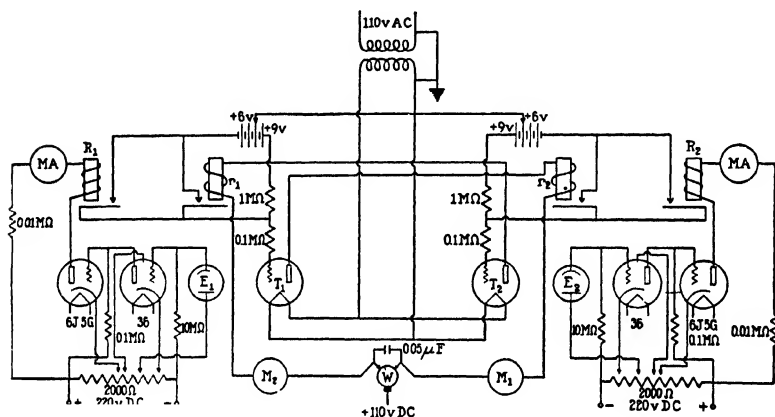 110v AC
+6v
+9v
+9v
+6v
MA
R₁
r₁
r₂
R₂
MA
1MΩ
1MΩ
0.01MΩ
0.1MΩ
0.1MΩ
E₁
T₁
T₂
E₂
6J5G
36
36
6J5G
0.1MΩ
10MΩ
10MΩ
0.1MΩ
0.01MΩ
0.05μF
M₂
W
M₁
2000Ω
2000Ω
+
220v DC
-
+110v DC
-
220v DC
+